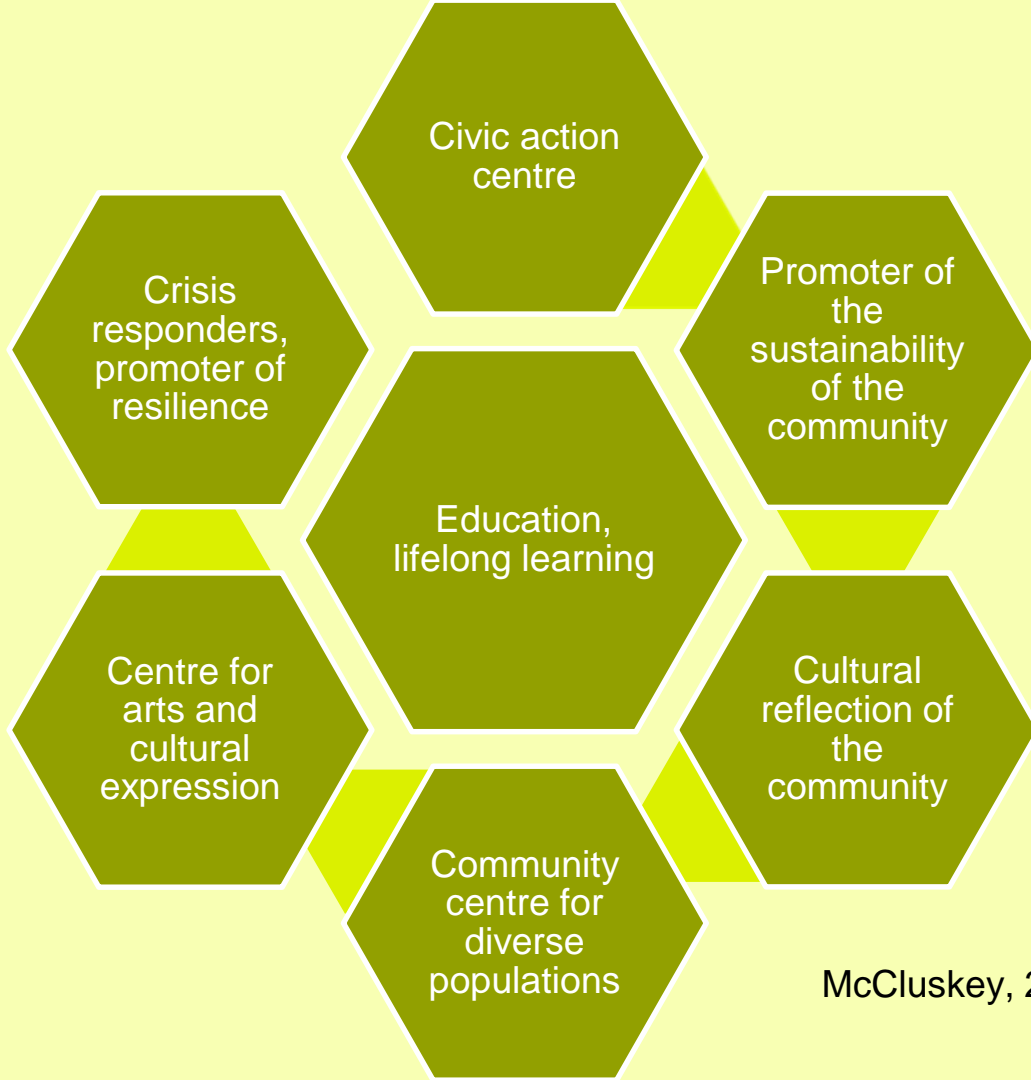 Civic action
centre
Promoter of
the
sustainability
of the
community
Cultural
reflection of
the
community
Community
centre for
diverse
populations
Centre for
arts and
cultural
expression
Crisis
responders,
promoter of
resilience
Education,
lifelong learning
McCluskey,